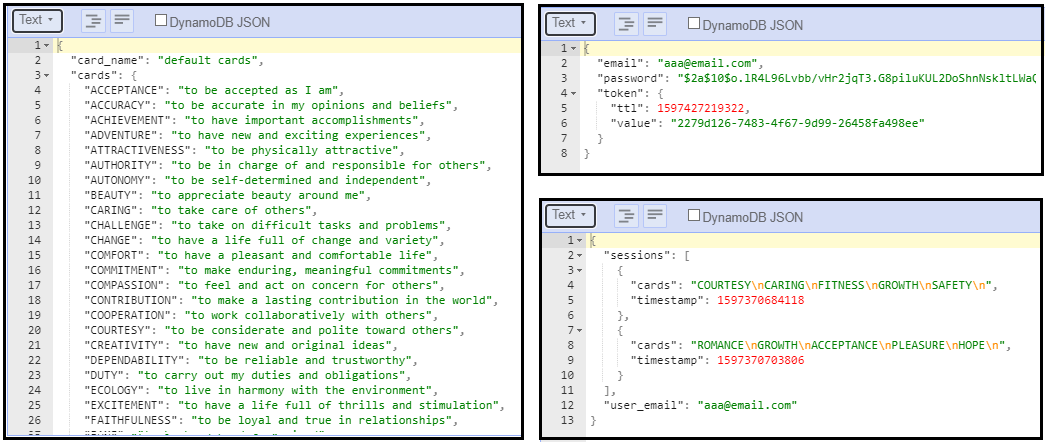 Text
DynamoDB JSON
1 {
2 "card_name": "default cards",
3 "cards": {
4 "ACCEPTANCE": "to be accepted as I am",
5 "ACCURACY": "to be accurate in my opinions and beliefs",
6 "ACHIEVEMENT": "to have important accomplishments",
7 "ADVENTURE": "to have new and exciting experiences",
8 "ATTRACTIVENESS": "to be physically attractive",
9 "AUTHORITY": "to be in charge of and responsible for others",
10 "AUTONOMY": "to be self-determined and independent",
11 "BEAUTY": "to appreciate beauty around me",
12 "CARING": "to take care of others",
13 "CHALLENGE": "to take on difficult tasks and problems",
14 "CHANGE": "to have a life full of change and variety",
15 "COMFORT": "to have a pleasant and comfortable life",
16 "COMMITMENT": "to make enduring, meaningful commitments",
17 "COMPASSION": "to feel and act on concern for others",
18 "CONTRIBUTION": "to make a lasting contribution in the world",
19 "COOPERATION": "to work collaboratively with others",
20 "COURTESY": "to be considerate and polite toward others",
21 "CREATIVITY": "to have new and original ideas",
22 "DEPENDABILITY": "to be reliable and trustworthy",
23 "DUTY": "to carry out my duties and obligations",
24 "ECOLOGY": "to live in harmony with the environment",
25 "EXCITEMENT": "to have a life full of thrills and stimulation",
26 "FAITHFULNESS": "to be loyal and true in relationships",
Text
DynamoDB JSON
1 {
2 "email": "aaa@email.com",
3 "password": "$2a$10$o.lR4L96Lvbb/vHr2jqT3.G8piluKUL2DoShnNskltLWaQ
4 "token": {
5 "ttl": 1597427219322,
6 "value": "2279d126-7483-4f67-9d99-26458fa498ee"
7 }
8 }
Text
DynamoDB JSON
1 {
2 "sessions": [
3 {
4 "cards": "COURTESY\nCARING\nFITNESS\nGROWTH\nSAFETY\n",
5 "timestamp": 1597370684118
6 },
7 {
8 "cards": "ROMANCE\nGROWTH\nACCEPTANCE\nPLEASURE\nHOPE\n",
9 "timestamp": 1597370703806
10 }
11 ],
12 "user_email": "aaa@email.com"
13 }